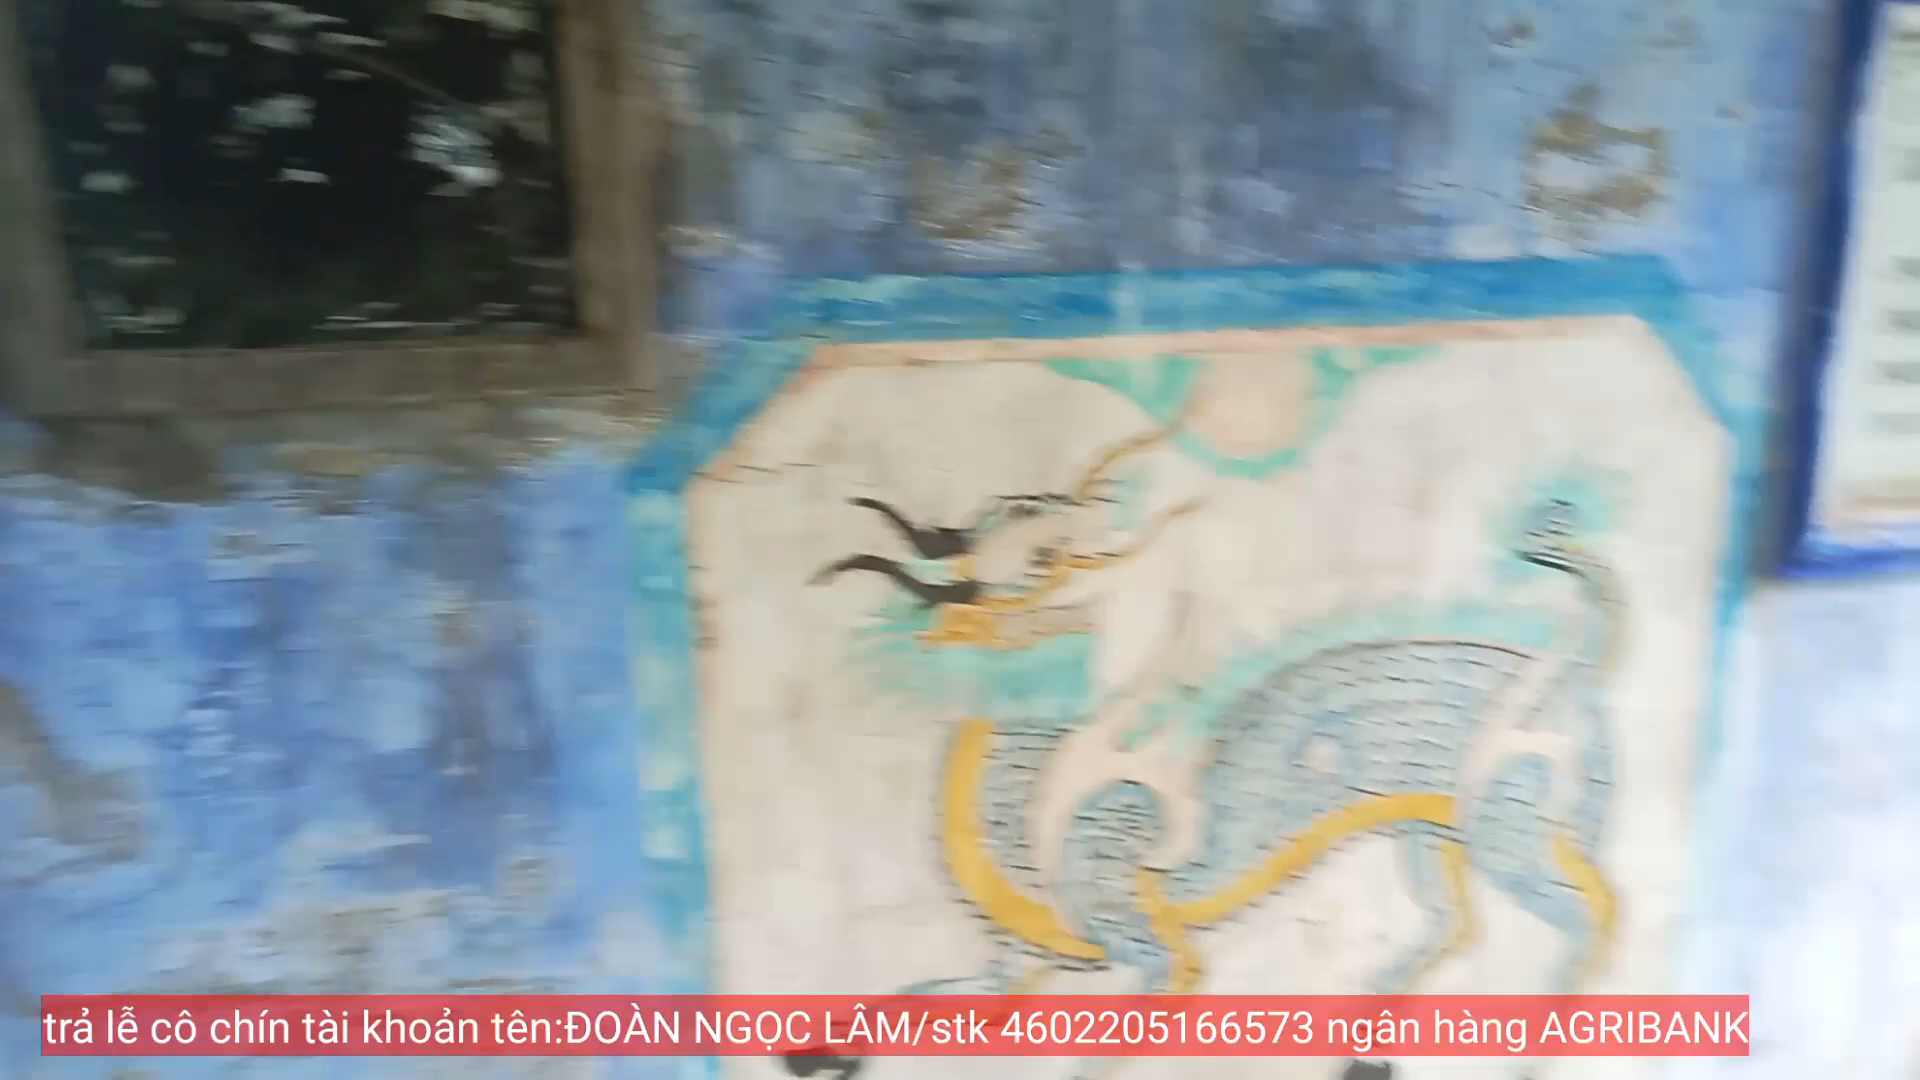 trả lễ cô chín tài khoản tên:ĐOÀN NGỌC LÂM/stk 4602205166573 ngân hàng AGRIBANK